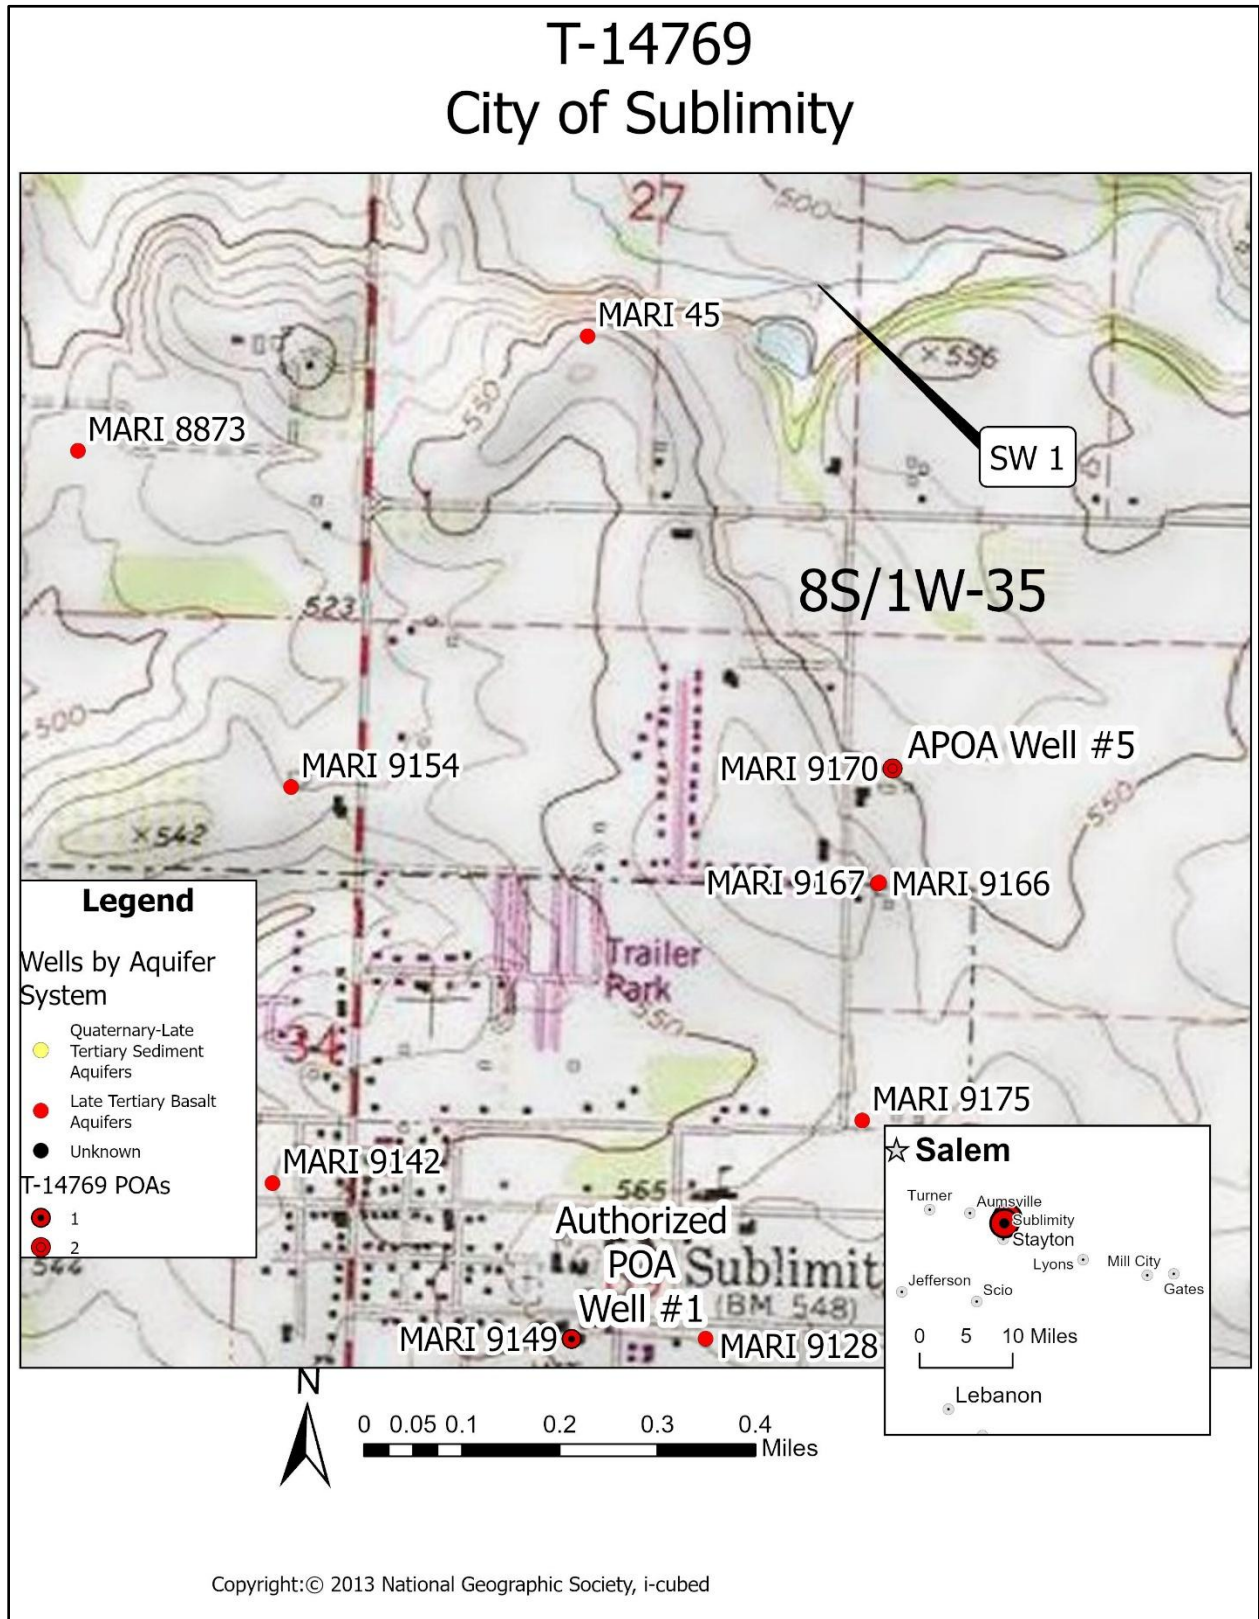 T-14769
City of Sublimity
27
500
MARI 45
550
×556
MARI 8873
SW 1
8S/1W-35
523
500
MARI 9154
APOA Well #5
MARI 9170
550
×542
MARI 9167
MARI 9166
Trailer
Park
550
34
MARI 9175
MARI 9142
565
Authorized
POA
Well #1
Sublimit
(BM 548)
544
MARI 9149
MARI 9128
Legend
Wells by Aquifer
System
Quaternary-Late
Tertiary Sediment
Aquifers
Late Tertiary Basalt
Aquifers
Unknown
T-14769 POAs
1
2
Salem
Turner
Aumsville
Sublimity
Stayton
Lyons
Mill City
Gates
Jefferson
Scio
0 5 10 Miles
Lebanon
N
0 0.05 0.1 0.2 0.3 0.4
Miles
Copyright:© 2013 National Geographic Society, i-cubed